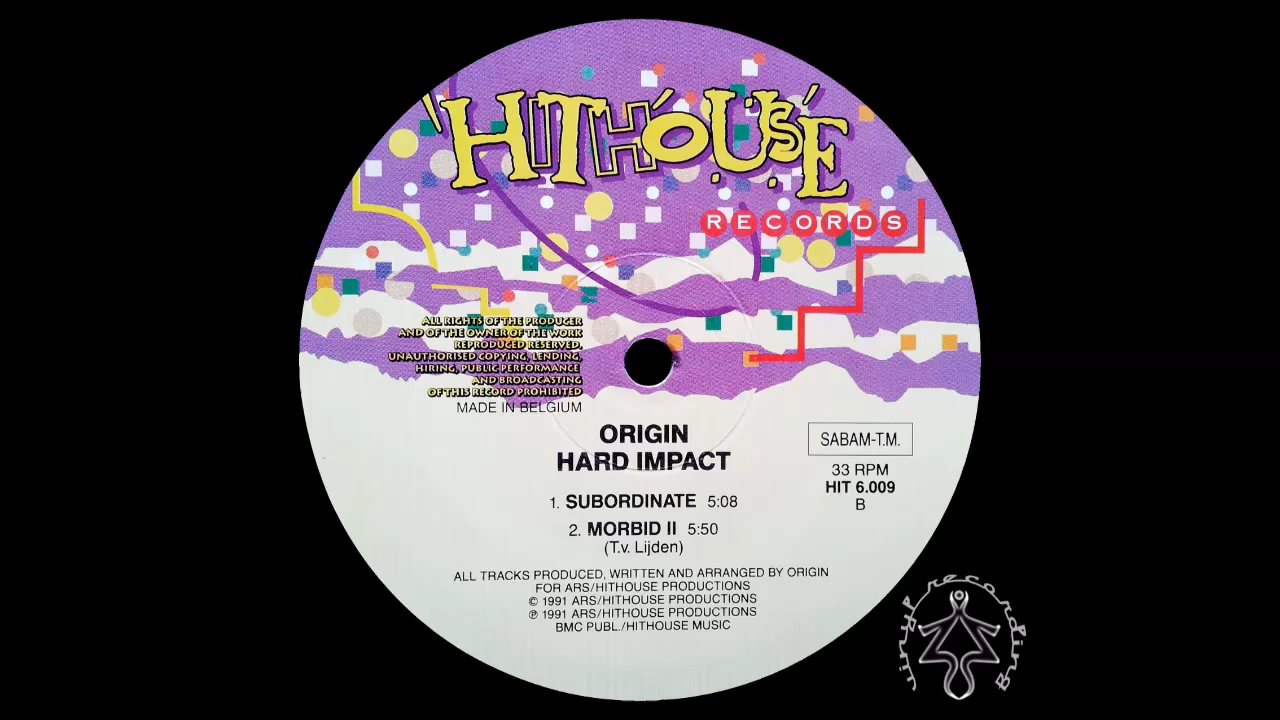 HITHOUSE
RECORDS
ALL RIGHTS OF THE PRODUCER
AND OF THE OWNER OF THE WORK
REPRODUCED RESERVED.
UNAUTHORISED COPYING, LENDING,
HIRING, PUBLIC PERFORMANCE
AND BROADCASTING
OF THIS RECORD PROHIBITED
MADE IN BELGIUM
ORIGIN
HARD IMPACT
SABAM-T.M.
33 RPM
HIT 6.009
B
1. SUBORDINATE 5:08
2. MORBID II 5:50
(T.v. Lijden)
ALL TRACKS PRODUCED, WRITTEN AND ARRANGED BY ORIGIN
FOR ARS/HITHOUSE PRODUCTIONS
© 1991 ARS/HITHOUSE PRODUCTIONS
℗ 1991 ARS/HITHOUSE PRODUCTIONS
BMC PUBL./HITHOUSE MUSIC
recording